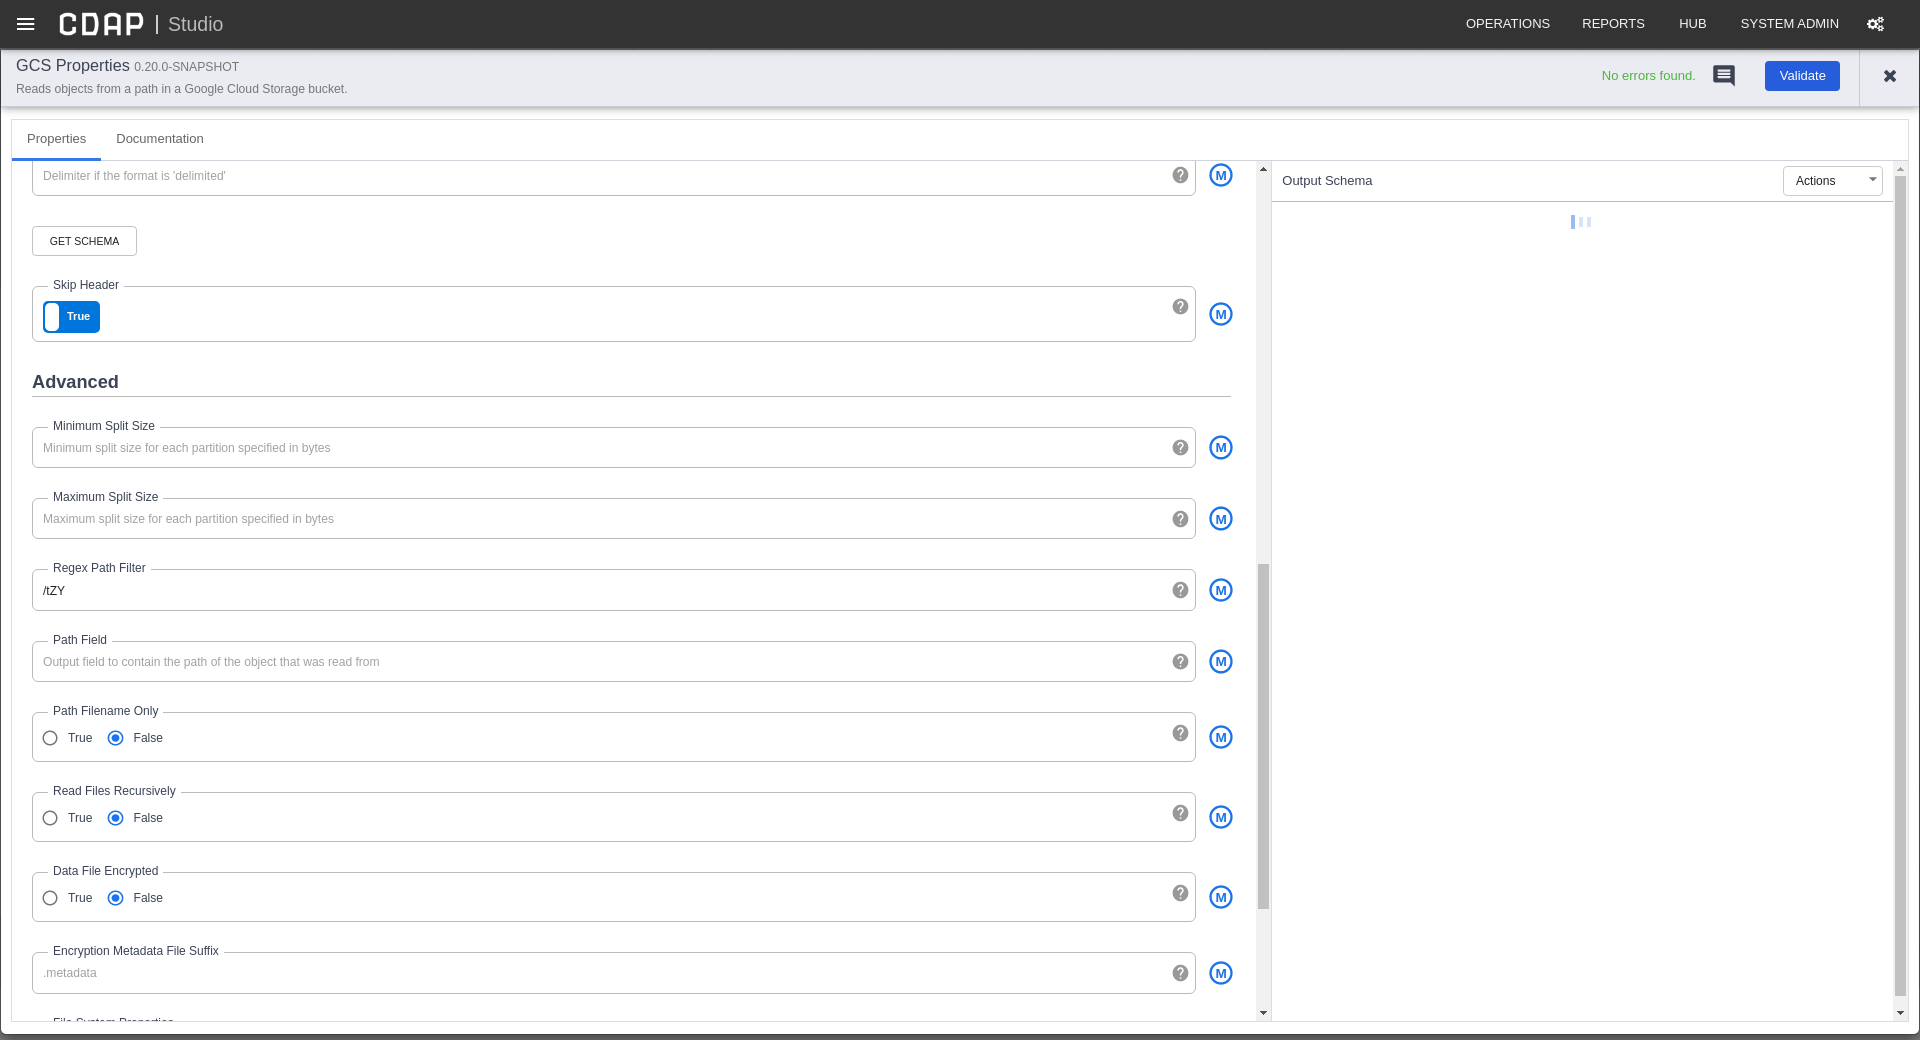 CDAP | Studio
OPERATIONS REPORTS HUB SYSTEM ADMIN
GCS Properties 0.20.0-SNAPSHOT
Reads objects from a path in a Google Cloud Storage bucket.
No errors found.
Validate
Properties Documentation
Delimiter if the format is 'delimited'
M
GET SCHEMA
Skip Header
True
M
Advanced
Minimum Split Size
Minimum split size for each partition specified in bytes
M
Maximum Split Size
Maximum split size for each partition specified in bytes
M
Regex Path Filter
/tZY
M
Path Field
Output field to contain the path of the object that was read from
M
Path Filename Only
True False
M
Read Files Recursively
True False
M
Data File Encrypted
True False
M
Encryption Metadata File Suffix
.metadata
M
File System Properties
Output Schema
Actions